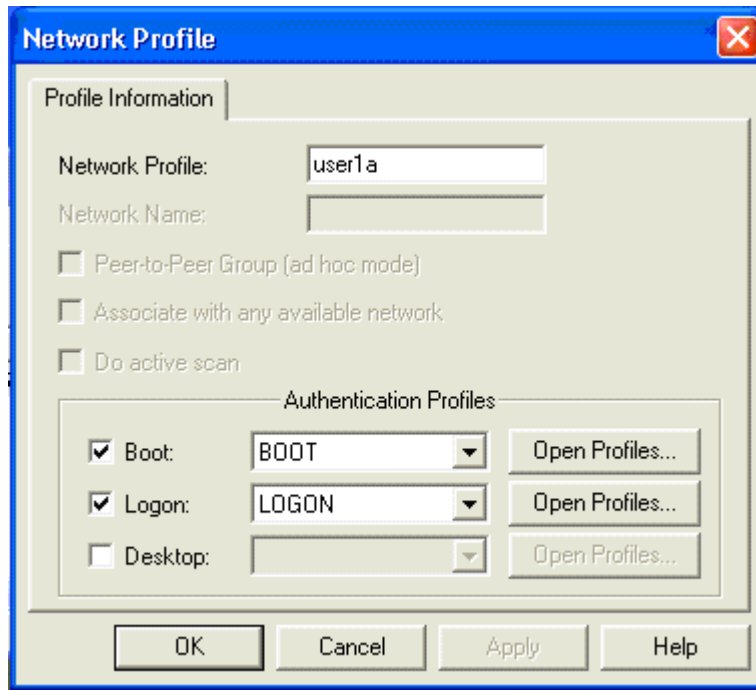 Network Profile
Profile Information
Network Profile: user1a
Network Name:
Peer-to-Peer Group (ad hoc mode)
Associate with any available network
Do active scan
Authentication Profiles
Boot: BOOT Open Profiles...
Logon: LOGON Open Profiles...
Desktop: Open Profiles...
OK Cancel Apply Help